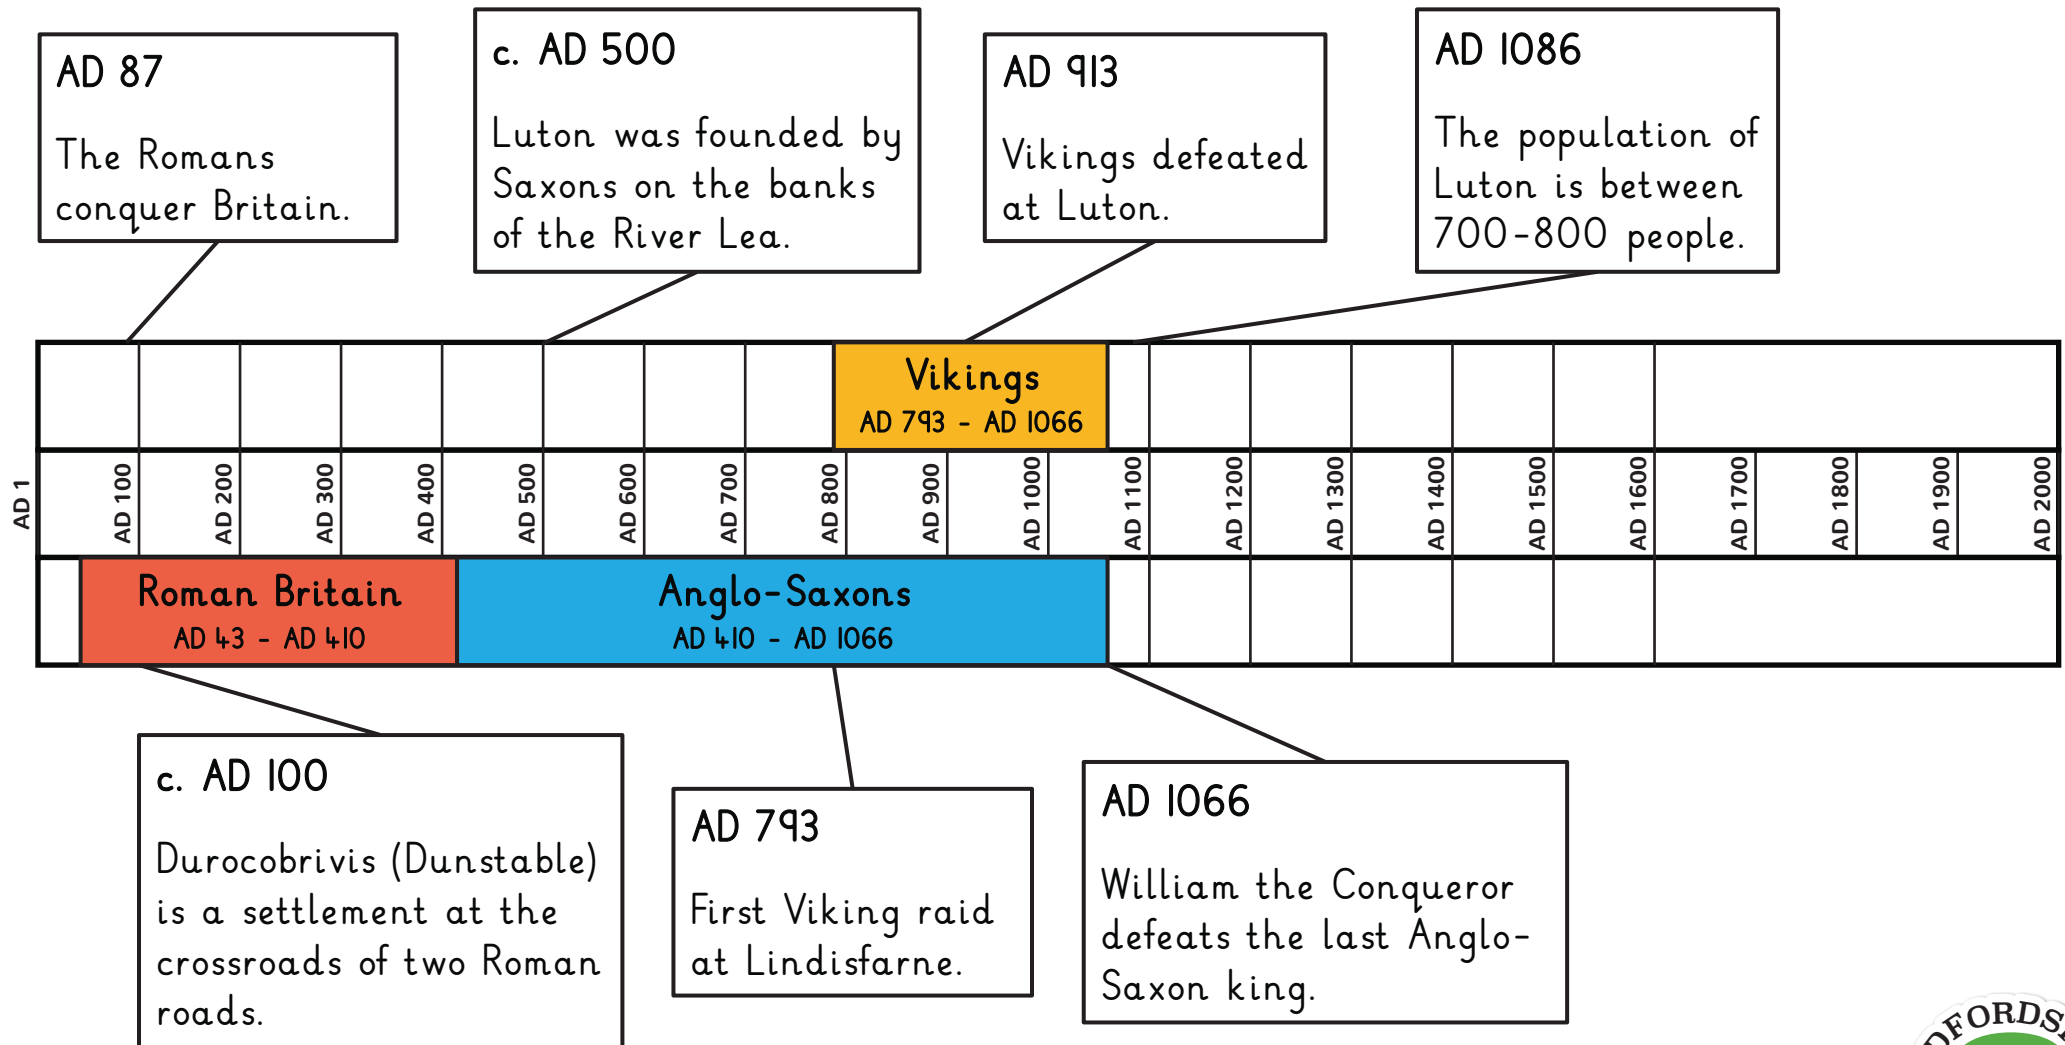 AD 87
The Romans
conquer Britain.
c. AD 500
Luton was founded by
Saxons on the banks
of the River Lea.
AD 913
Vikings defeated
at Luton.
AD 1086
The population of
Luton is between
700-800 people.
Vikings
AD 793 - AD 1066
AD 1
AD 100
AD 200
AD 300
AD 400
AD 500
AD 600
AD 700
AD 800
AD 900
AD 1000
AD 1100
AD 1200
AD 1300
AD 1400
AD 1500
AD 1600
AD 1700
AD 1800
AD 1900
AD 2000
Roman Britain
AD 43 - AD 410
Anglo-Saxons
AD 410 - AD 1066
c. AD 100
Durocobrivis (Dunstable)
is a settlement at the
crossroads of two Roman
roads.
AD 793
First Viking raid
at Lindisfarne.
AD 1066
William the Conqueror
defeats the last Anglo-
Saxon king.